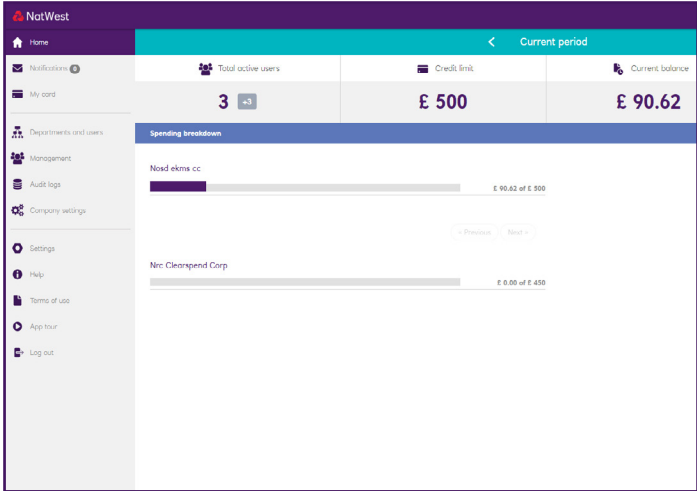 NatWest
Home
Notifications 0
My card
Departments and users
Management
Audit logs
Company settings
Settings
Help
Terms of use
App tour
Log out
Current period
Total active users
Credit limit
Current balance
3 +3
£ 500
£ 90.62
Spending breakdown
Nosd ekms cc
£ 90.62 of £ 500
« Previous Next »
Nrc Clearspend Corp
£ 0.00 of £ 450